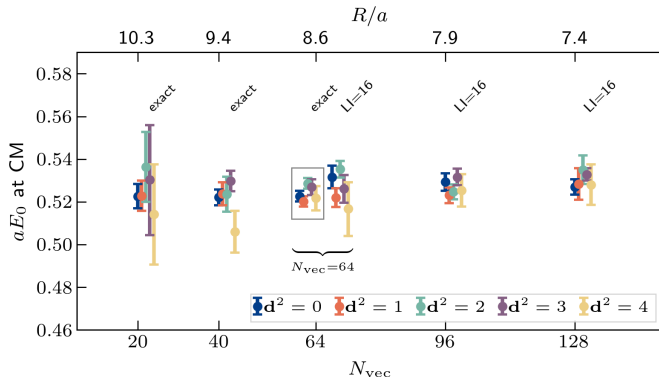 R/a
10.3 9.4 8.6 7.9 7.4
0.58
0.56
0.54
0.52
0.50
0.48
0.46
aE₀ at CM
exact exact exact LI=16 LI=16 LI=16
Nvec=64
d² = 0 d² = 1 d² = 2 d² = 3 d² = 4
20 40 64 96 128
Nvec